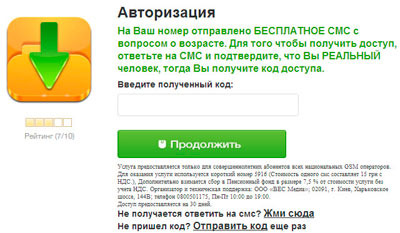 Авторизация
На Ваш номер отправлено БЕСПЛАТНОЕ СМС с
вопросом о возрасте. Для того чтобы получить доступ,
ответьте на СМС и подтвердите, что Вы РЕАЛЬНЫЙ
человек, тогда Вы получите код доступа.
Введите полученный код:
Продолжить
Рейтинг (7/10)
Услуга предоставляется только для совершеннолетних абонентов всех национальных GSM операторов.
Для оказания услуги используется короткий номер 5916 (Стоимость одного смс составляет 15 грн с
НДС.), Дополнительно взимается сбор в Пенсионный фонд в размере 7,5 % от стоимости услуги без
учета НДС. Организатор и техническая поддержка: ООО «ВЕС Медиа»; 02091, г. Киев, Харьковское
шоссе, 144В; телефон 0800501175, Пн-Пт 10:00 до 19:00.
Доступ предоставляется на 30 дней.
Не получается ответить на смс? Жми сюда
Не пришел код? Отправить код еще раз